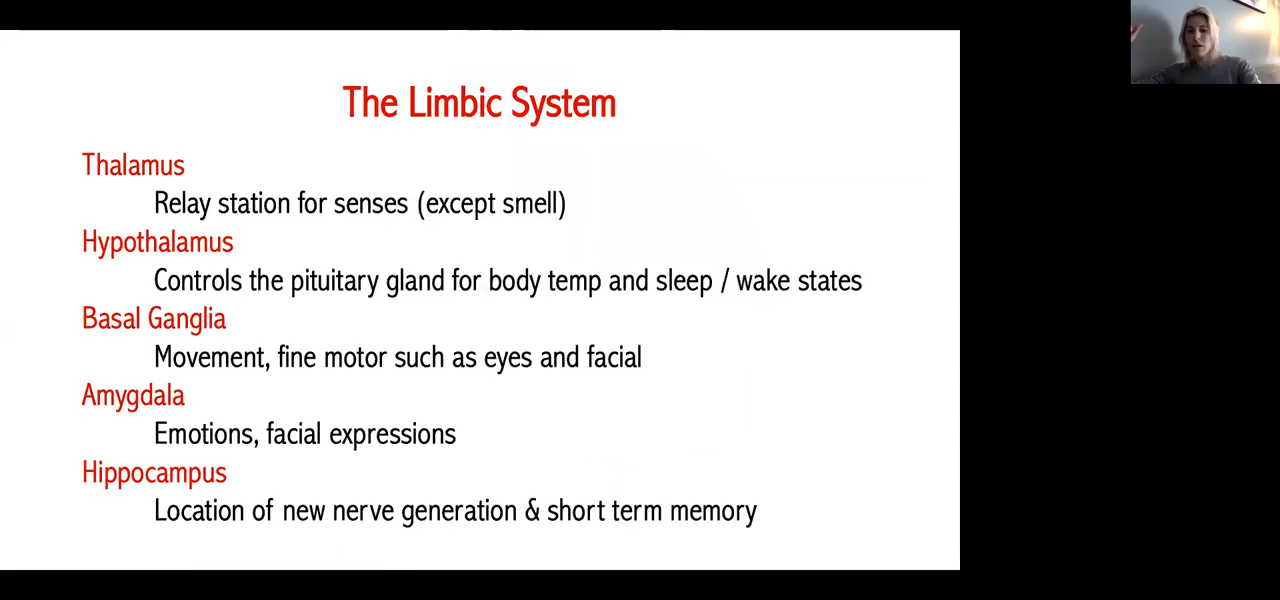 The Limbic System
Thalamus
Relay station for senses (except smell)
Hypothalamus
Controls the pituitary gland for body temp and sleep / wake states
Basal Ganglia
Movement, fine motor such as eyes and facial
Amygdala
Emotions, facial expressions
Hippocampus
Location of new nerve generation & short term memory